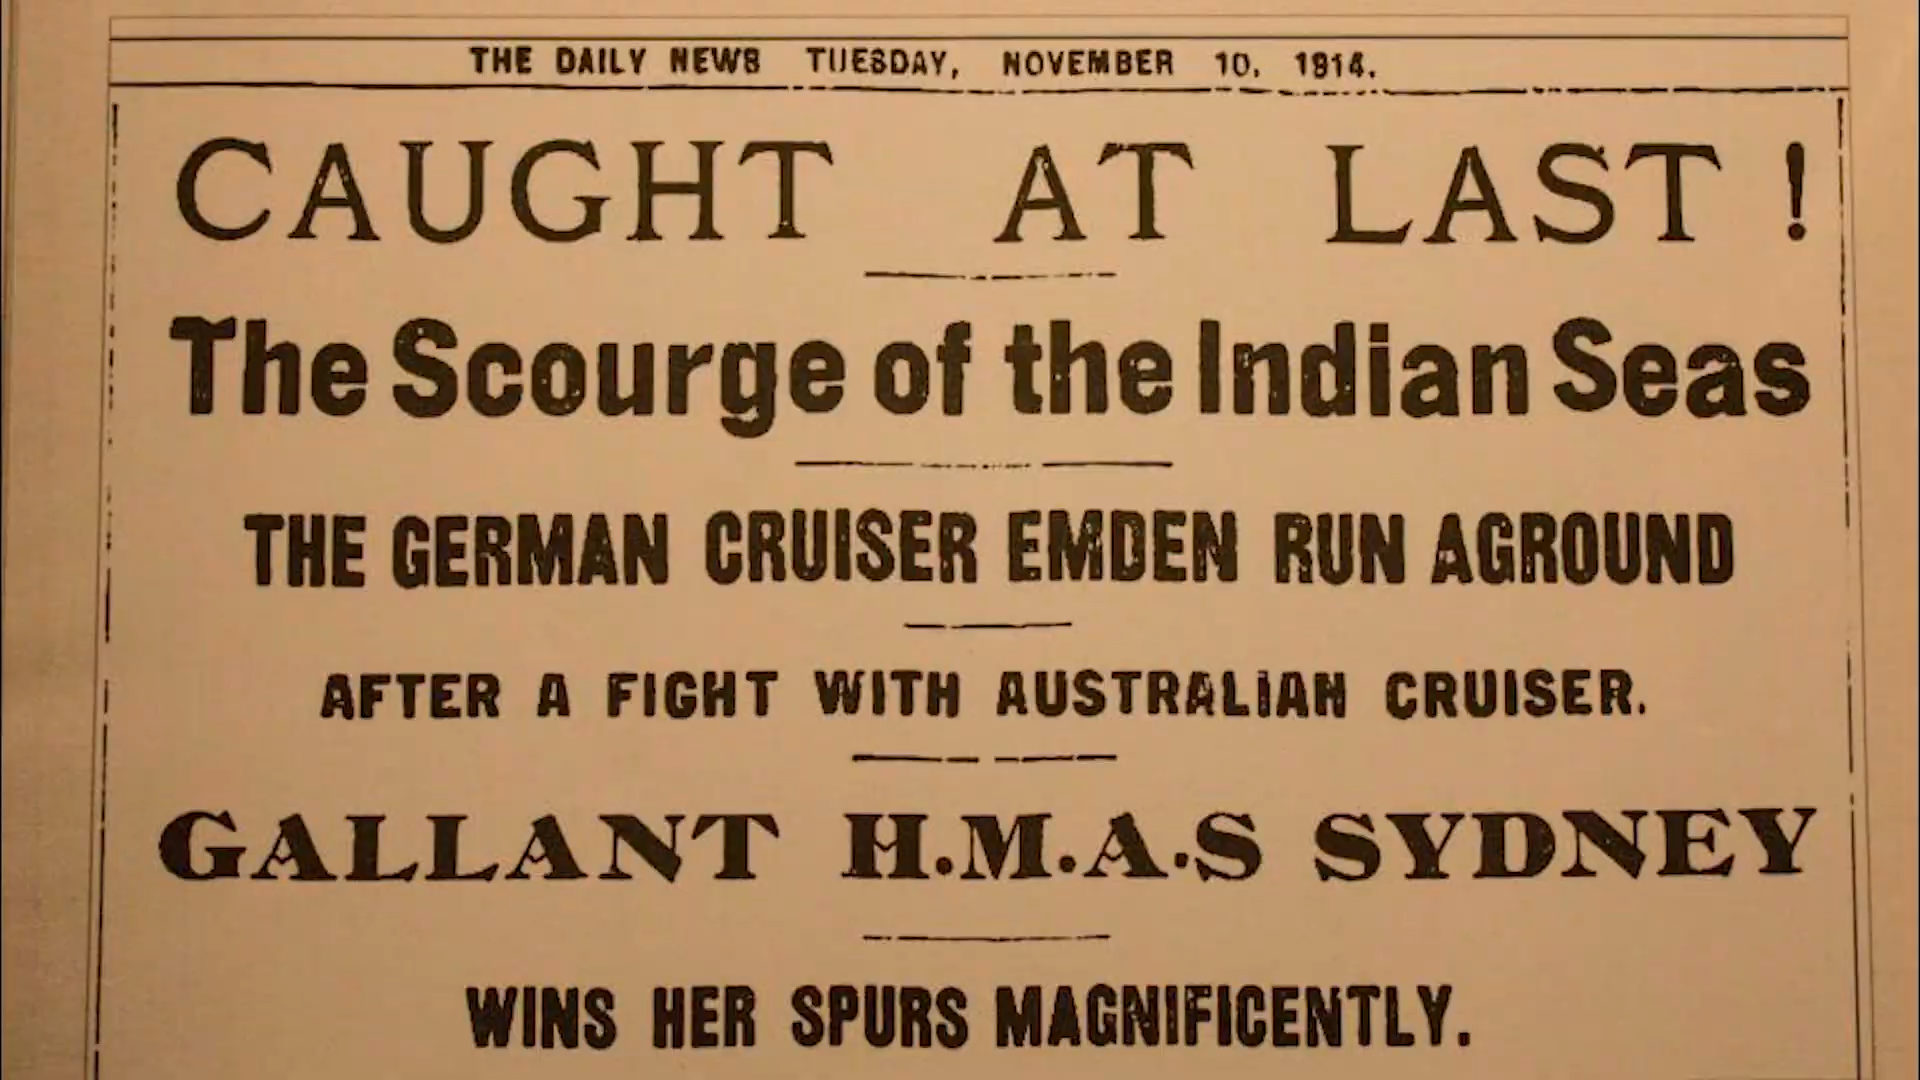 THE DAILY NEWS TUESDAY, NOVEMBER 10, 1914.
CAUGHT AT LAST!
The Scourge of the Indian Seas
THE GERMAN CRUISER EMDEN RUN AGROUND
AFTER A FIGHT WITH AUSTRALIAN CRUISER.
GALLANT H.M.A.S SYDNEY
WINS HER SPURS MAGNIFICENTLY.